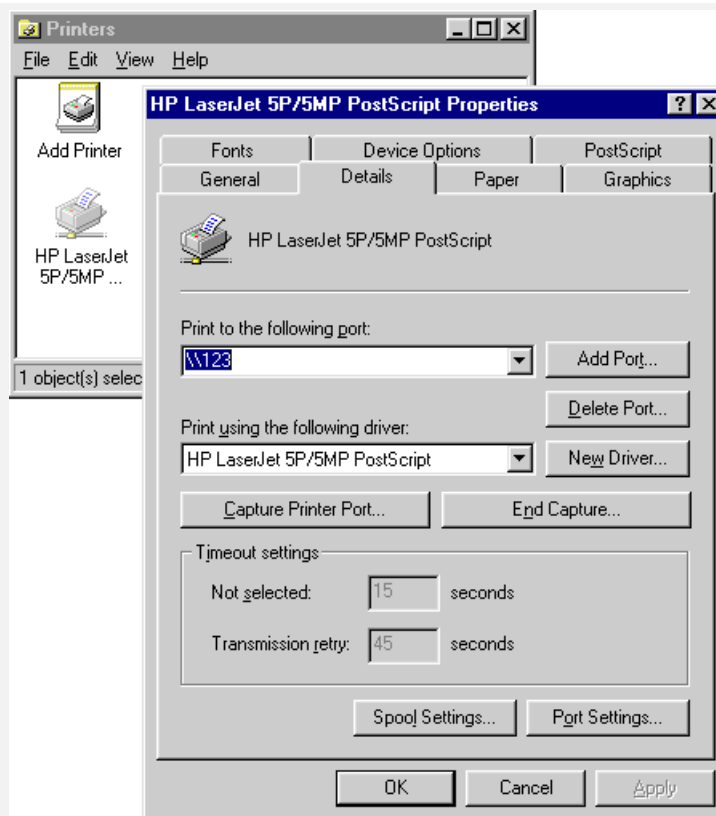 Printers
File Edit View Help
Add Printer
HP LaserJet
5P/5MP ...
1 object(s) selec
HP LaserJet 5P/5MP PostScript Properties
Fonts Device Options PostScript
General Details Paper Graphics
HP LaserJet 5P/5MP PostScript
Print to the following port:
\\123 Add Port...
Delete Port...
Print using the following driver:
HP LaserJet 5P/5MP PostScript New Driver...
Capture Printer Port... End Capture...
Timeout settings
Not selected: 15 seconds
Transmission retry: 45 seconds
Spool Settings... Port Settings...
OK Cancel Apply